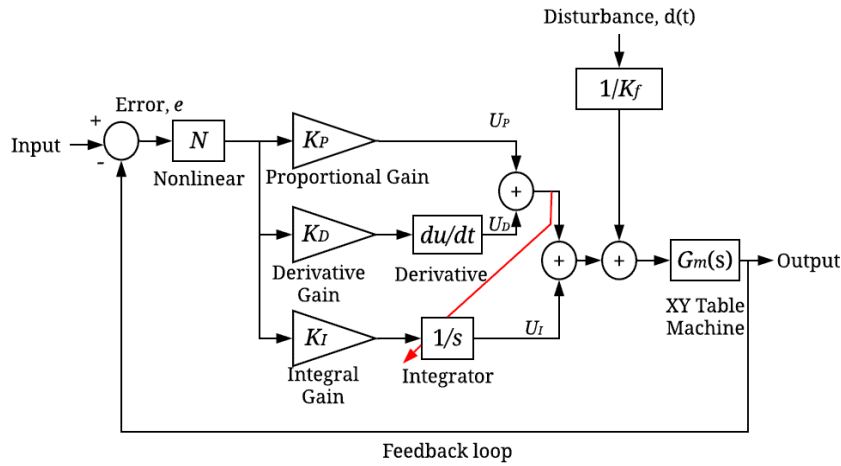 Disturbance, d(t)
1/Kf
Error, e
+
Input
-
N
Nonlinear
KP
Proportional Gain
UP
+
KD
Derivative
Gain
du/dt
Derivative
UD
+
+
Gm(s)
Output
XY Table
Machine
KI
Integral
Gain
1/s
Integrator
UI
Feedback loop